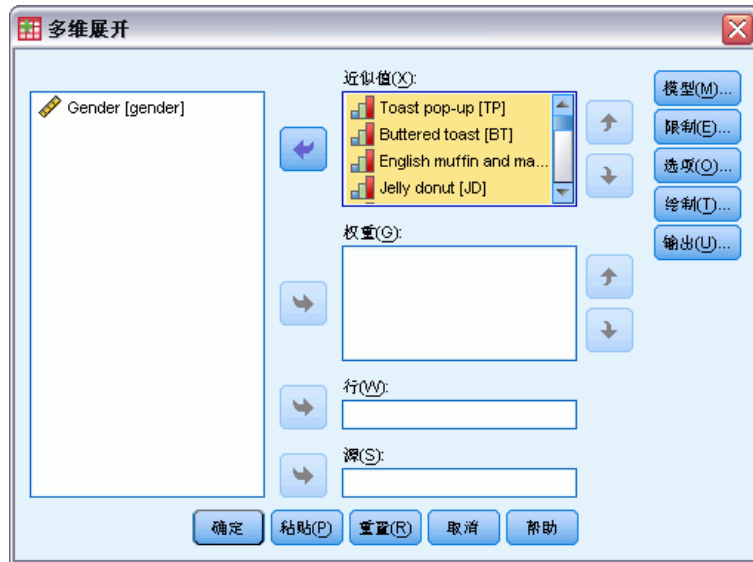 多维展开
近似值(X):
Gender [gender]
Toast pop-up [TP]
Buttered toast [BT]
English muffin and ma...
Jelly donut [JD]
模型(M)...
限制(E)...
选项(O)...
绘制(T)...
输出(U)...
权重(G):
行(W):
源(S):
确定
粘贴(P)
重置(R)
取消
帮助